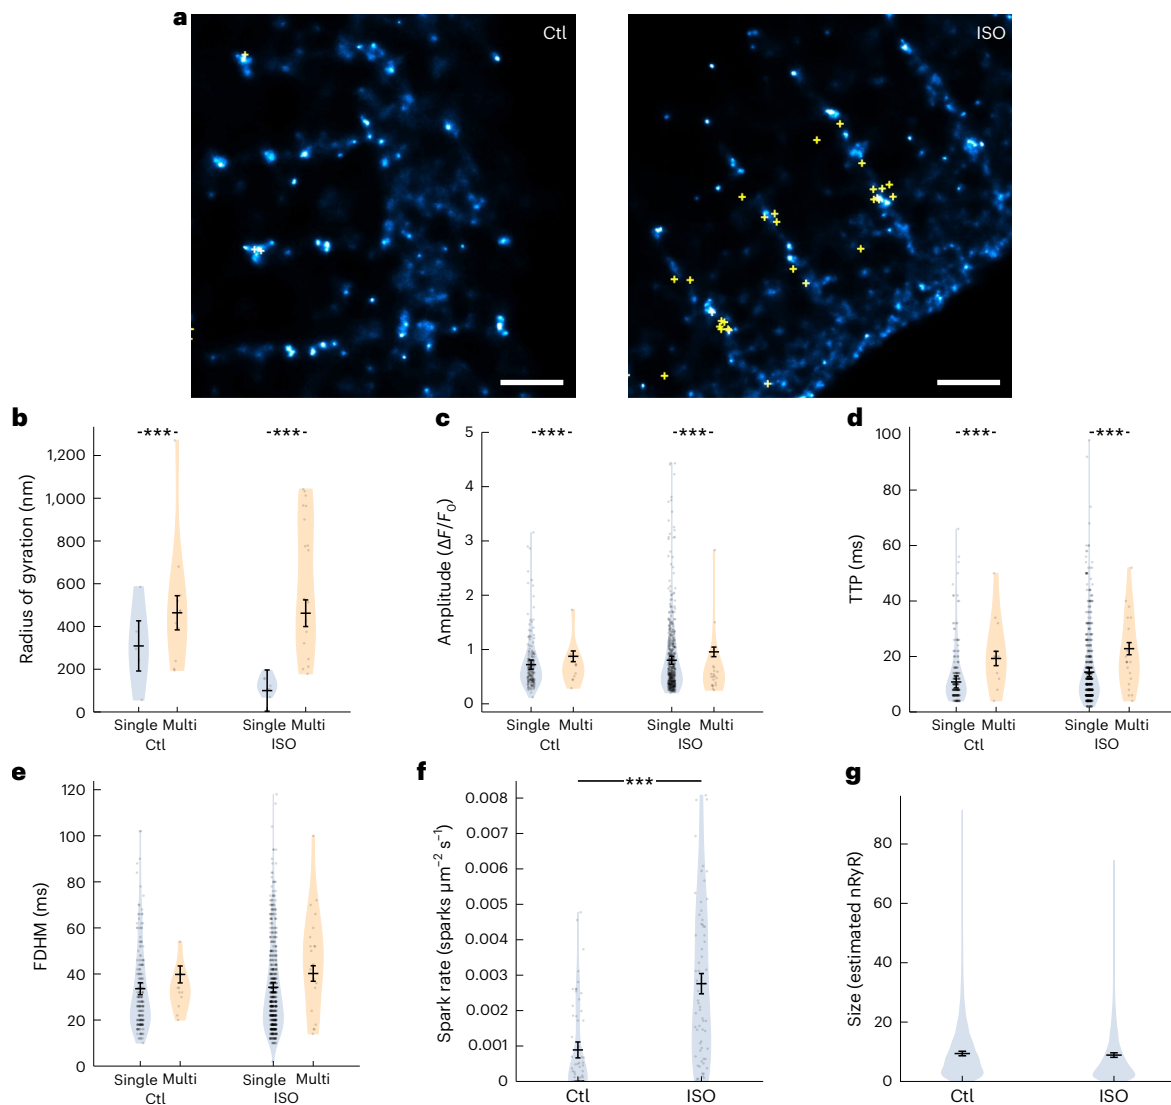 a
Ctl
ISO
b
Radius of gyration (nm)
1,200
1,000
800
600
400
200
0
***
***
Single Multi
Single Multi
Ctl
ISO
c
Amplitude (ΔF/F0)
5
4
3
2
1
0
***
***
Single Multi
Single Multi
Ctl
ISO
d
TTP (ms)
100
80
60
40
20
0
***
***
Single Multi
Single Multi
Ctl
ISO
e
FDHM (ms)
120
100
80
60
40
20
0
Single Multi
Single Multi
Ctl
ISO
f
Spark rate (sparks μm−2 s−1)
0.008
0.007
0.006
0.005
0.004
0.003
0.002
0.001
0
***
Ctl
ISO
g
Size (estimated nRyR)
80
60
40
20
0
Ctl
ISO